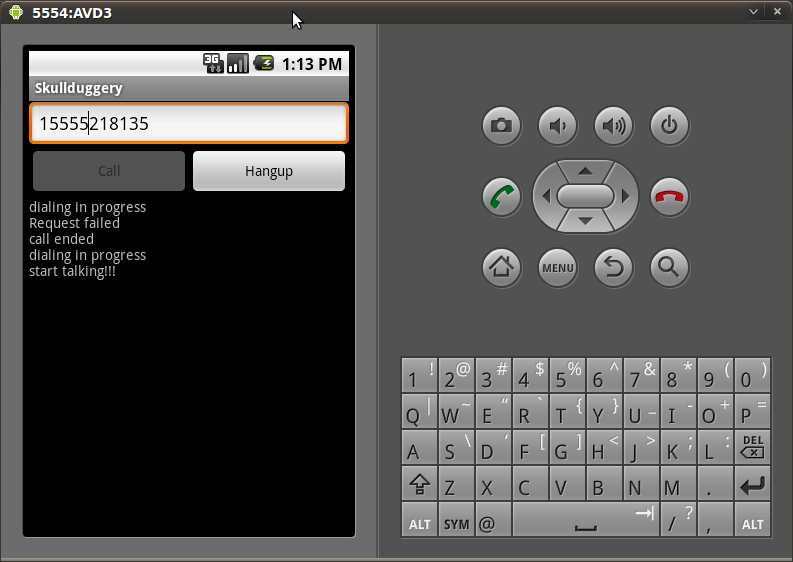 5554:AVD3
3G 1:13 PM
Skullduggery
15555218135
Call Hangup
dialing in progress
Request failed
call ended
dialing in progress
start talking!!!
MENU
1 ! 2 @ 3 # 4 $ 5 % 6 ^ 7 & 8 * 9 ( 0 )
Q | W ~ E “ R ` T { Y } U _ I - O + P =
A S \ D ‘ F [ G ] H < J > K ; L : DEL
Z X C V B N M .
ALT SYM @ / ? , ALT